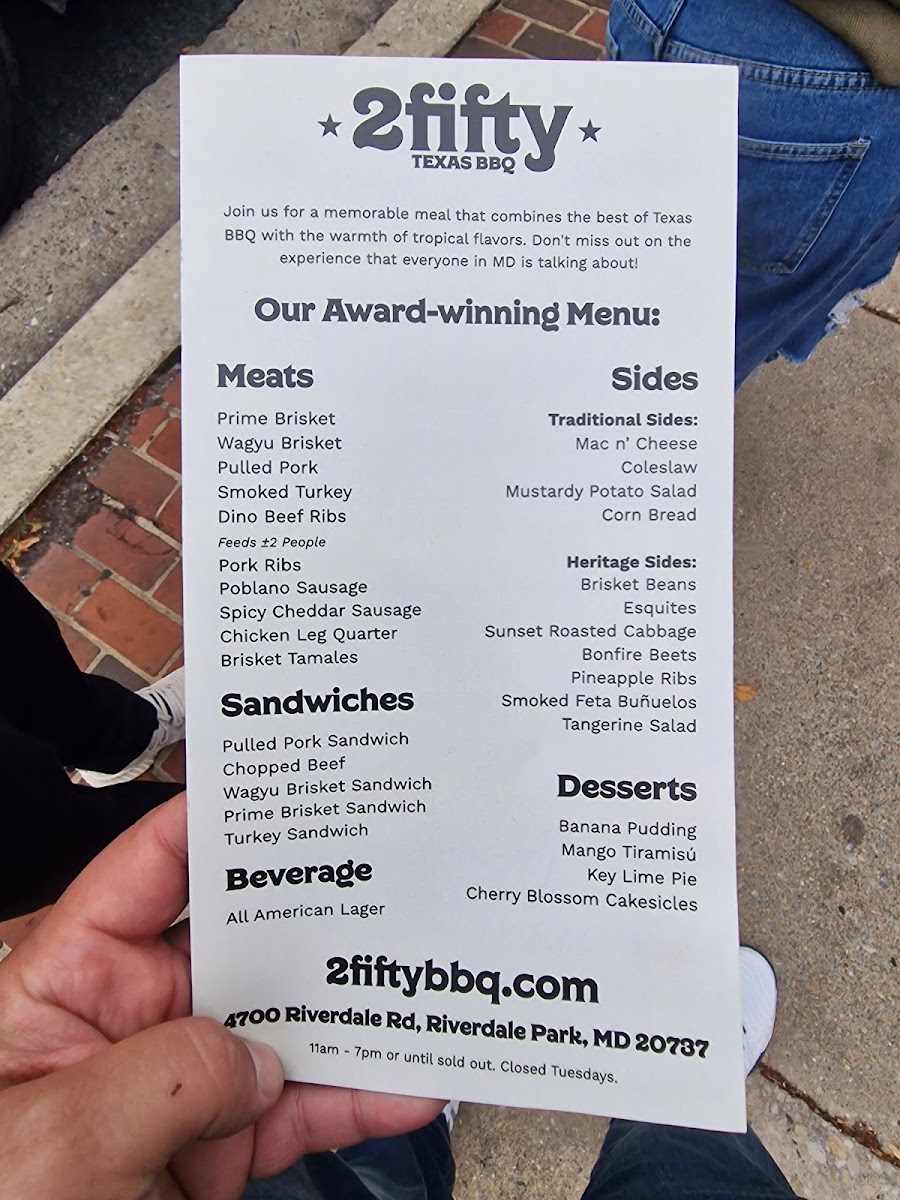 2fifty
TEXAS BBQ
Join us for a memorable meal that combines the best of Texas
BBQ with the warmth of tropical flavors. Don't miss out on the
experience that everyone in MD is talking about!
Our Award-winning Menu:
Meats
Prime Brisket
Wagyu Brisket
Pulled Pork
Smoked Turkey
Dino Beef Ribs
Feeds ±2 People
Pork Ribs
Poblano Sausage
Spicy Cheddar Sausage
Chicken Leg Quarter
Brisket Tamales
Sandwiches
Pulled Pork Sandwich
Chopped Beef
Wagyu Brisket Sandwich
Prime Brisket Sandwich
Turkey Sandwich
Beverage
All American Lager
Sides
Traditional Sides:
Mac n’ Cheese
Coleslaw
Mustardy Potato Salad
Corn Bread
Heritage Sides:
Brisket Beans
Esquites
Sunset Roasted Cabbage
Bonfire Beets
Pineapple Ribs
Smoked Feta Buñuelos
Tangerine Salad
Desserts
Banana Pudding
Mango Tiramisú
Key Lime Pie
Cherry Blossom Cakesicles
2fiftybbq.com
4700 Riverdale Rd, Riverdale Park, MD 20737
11am - 7pm or until sold out. Closed Tuesdays.